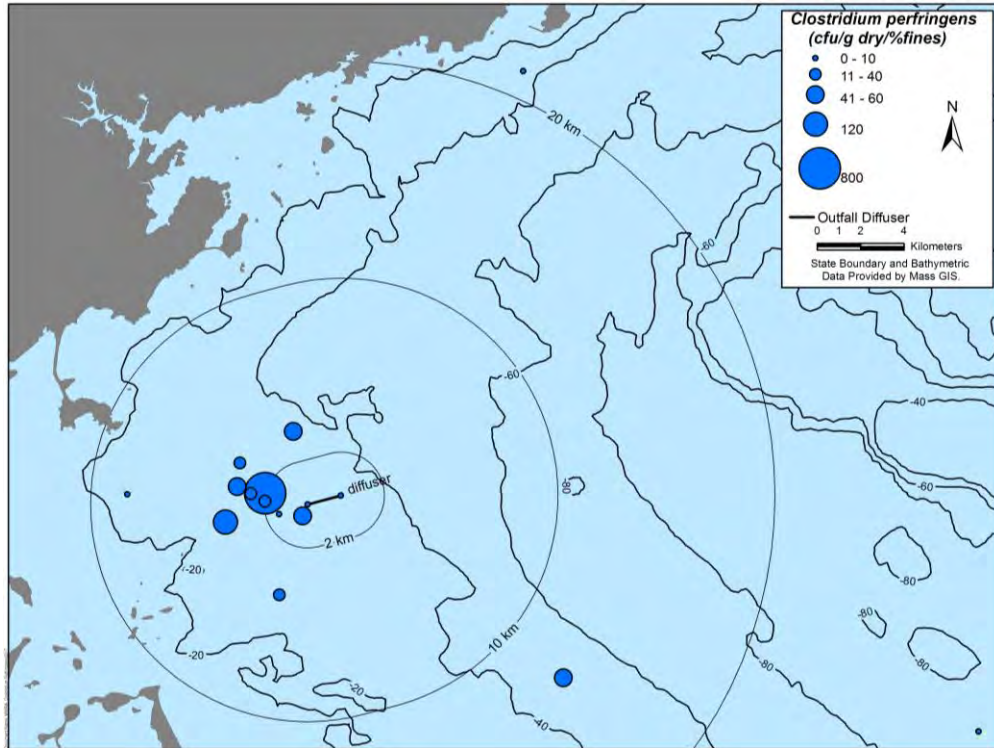 Clostridium perfringens
(cfu/g dry/%fines)
0 - 10
11 - 40
41 - 60
120
800
N
Outfall Diffuser
0 1 2 4
Kilometers
State Boundary and Bathymetric
Data Provided by Mass GIS.
20 km
-60
-60
-40
-60
-80
diffuser
2 km
-20
-80
-80
-20
10 km
-80
-80
-20
-40